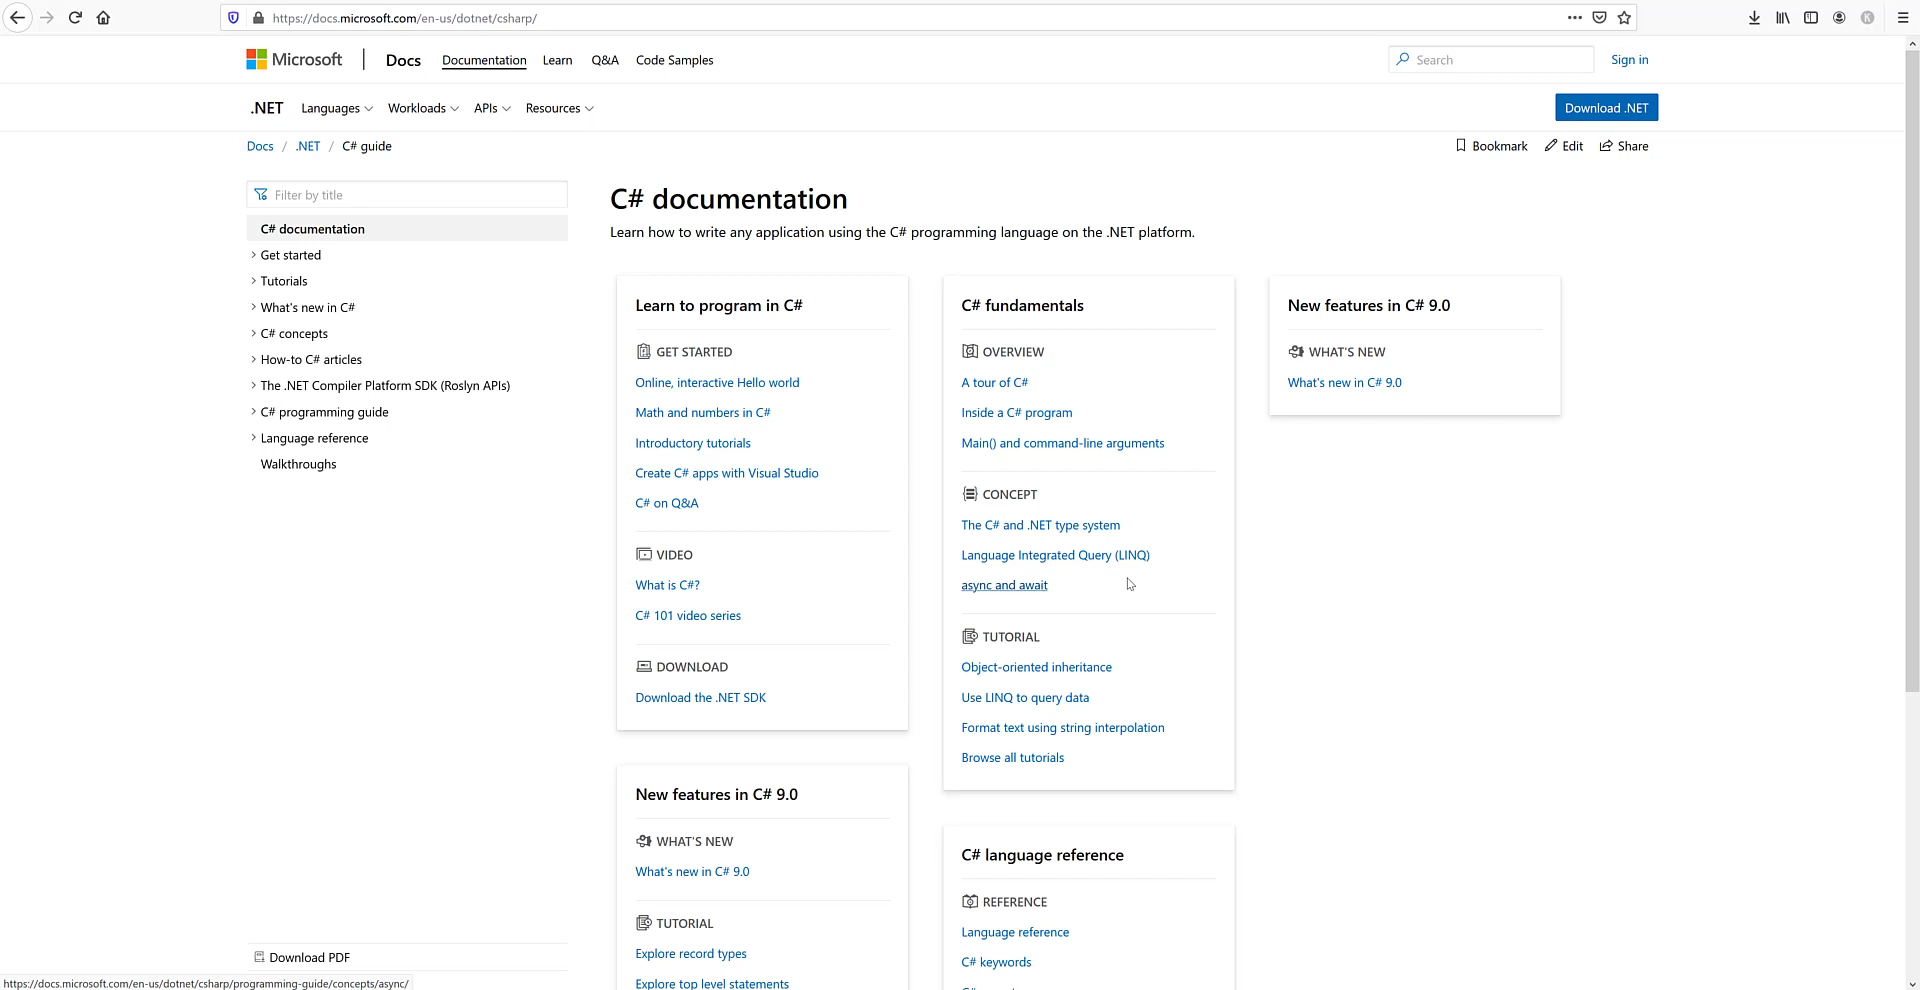 https://docs.microsoft.com/en-us/dotnet/csharp/
Microsoft
Docs
Documentation
Learn
Q&A
Code Samples
Search
Sign in
.NET
Languages
Workloads
APIs
Resources
Download .NET
Docs / .NET / C# guide
Bookmark
Edit
Share
Filter by title
C# documentation
Get started
Tutorials
What's new in C#
C# concepts
How-to C# articles
The .NET Compiler Platform SDK (Roslyn APIs)
C# programming guide
Language reference
Walkthroughs
Download PDF
C# documentation
Learn how to write any application using the C# programming language on the .NET platform.
Learn to program in C#
GET STARTED
Online, interactive Hello world
Math and numbers in C#
Introductory tutorials
Create C# apps with Visual Studio
C# on Q&A
VIDEO
What is C#?
C# 101 video series
DOWNLOAD
Download the .NET SDK
New features in C# 9.0
WHAT'S NEW
What's new in C# 9.0
TUTORIAL
Explore record types
Explore top level statements
C# fundamentals
OVERVIEW
A tour of C#
Inside a C# program
Main() and command-line arguments
CONCEPT
The C# and .NET type system
Language Integrated Query (LINQ)
async and await
TUTORIAL
Object-oriented inheritance
Use LINQ to query data
Format text using string interpolation
Browse all tutorials
C# language reference
REFERENCE
Language reference
C# keywords
New features in C# 9.0
WHAT'S NEW
What's new in C# 9.0
https://docs.microsoft.com/en-us/dotnet/csharp/programming-guide/concepts/async/